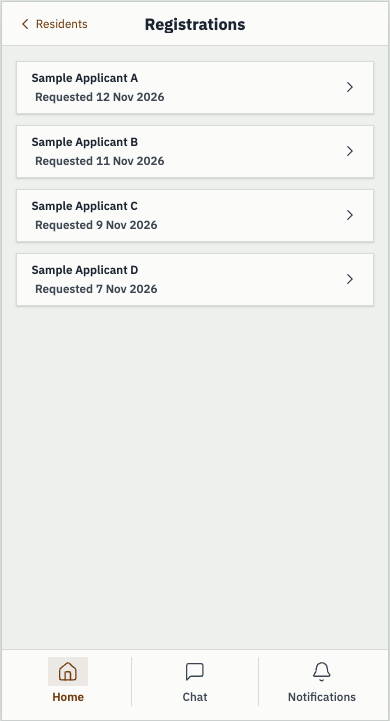 Residents
Registrations
Sample Applicant A
Requested 12 Nov 2026
Sample Applicant B
Requested 11 Nov 2026
Sample Applicant C
Requested 9 Nov 2026
Sample Applicant D
Requested 7 Nov 2026
Home
Chat
Notifications